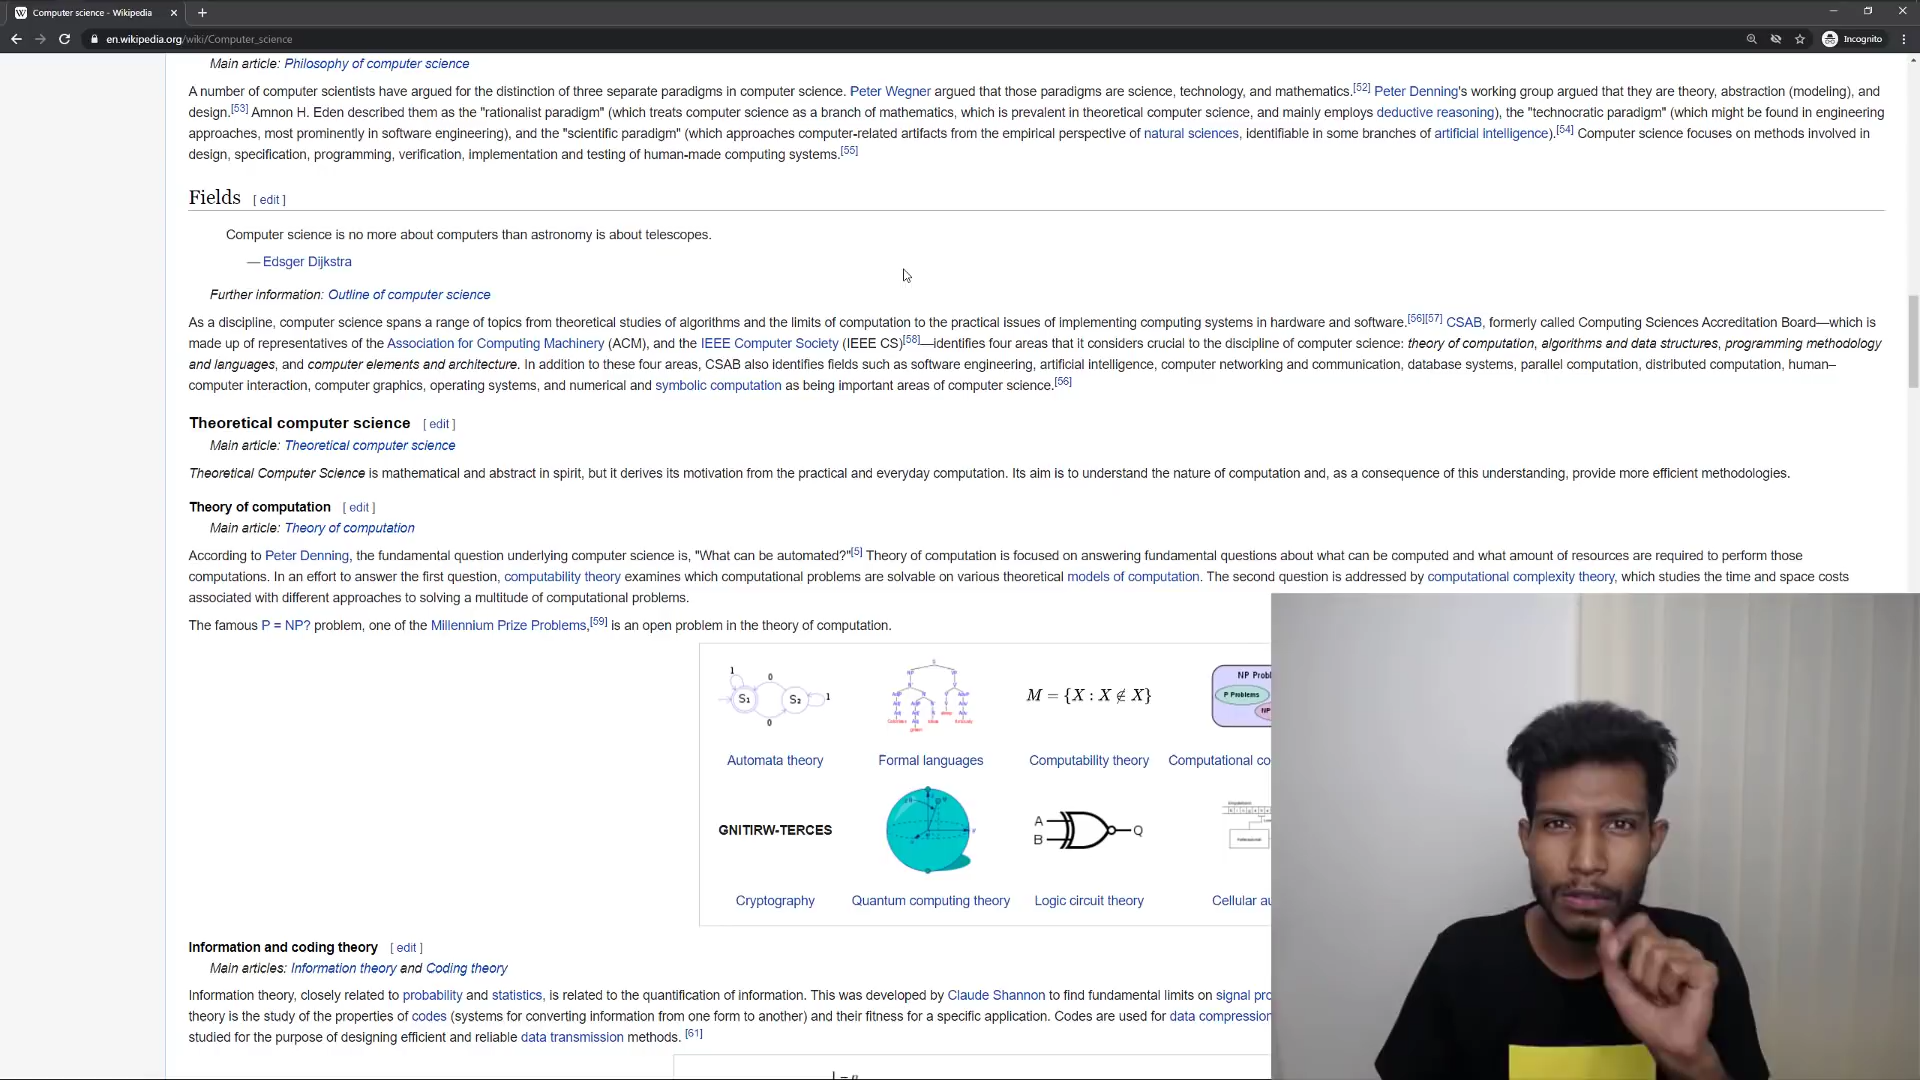 Computer science - Wikipedia
en.wikipedia.org/wiki/Computer_science
Incognito
Main article: Philosophy of computer science
A number of computer scientists have argued for the distinction of three separate paradigms in computer science. Peter Wegner argued that those paradigms are science, technology, and mathematics.[52] Peter Denning's working group argued that they are theory, abstraction (modeling), and
design.[53] Amnon H. Eden described them as the "rationalist paradigm" (which treats computer science as a branch of mathematics, which is prevalent in theoretical computer science, and mainly employs deductive reasoning), the "technocratic paradigm" (which might be found in engineering
approaches, most prominently in software engineering), and the "scientific paradigm" (which approaches computer-related artifacts from the empirical perspective of natural sciences, identifiable in some branches of artificial intelligence).[54] Computer science focuses on methods involved in
design, specification, programming, verification, implementation and testing of human-made computing systems.[55]
Fields [ edit ]
Computer science is no more about computers than astronomy is about telescopes.
— Edsger Dijkstra
Further information: Outline of computer science
As a discipline, computer science spans a range of topics from theoretical studies of algorithms and the limits of computation to the practical issues of implementing computing systems in hardware and software.[56][57] CSAB, formerly called Computing Sciences Accreditation Board—which is
made up of representatives of the Association for Computing Machinery (ACM), and the IEEE Computer Society (IEEE CS)[58]—identifies four areas that it considers crucial to the discipline of computer science: theory of computation, algorithms and data structures, programming methodology
and languages, and computer elements and architecture. In addition to these four areas, CSAB also identifies fields such as software engineering, artificial intelligence, computer networking and communication, database systems, parallel computation, distributed computation, human–
computer interaction, computer graphics, operating systems, and numerical and symbolic computation as being important areas of computer science.[56]
Theoretical computer science [ edit ]
Main article: Theoretical computer science
Theoretical Computer Science is mathematical and abstract in spirit, but it derives its motivation from the practical and everyday computation. Its aim is to understand the nature of computation and, as a consequence of this understanding, provide more efficient methodologies.
Theory of computation [ edit ]
Main article: Theory of computation
According to Peter Denning, the fundamental question underlying computer science is, "What can be automated?"[5] Theory of computation is focused on answering fundamental questions about what can be computed and what amount of resources are required to perform those
computations. In an effort to answer the first question, computability theory examines which computational problems are solvable on various theoretical models of computation. The second question is addressed by computational complexity theory, which studies the time and space costs
associated with different approaches to solving a multitude of computational problems.
The famous P = NP? problem, one of the Millennium Prize Problems,[59] is an open problem in the theory of computation.
1 0 S₁ S₂ 1 0
M = {X : X ∉ X}
NP Probl
P Problems
NP
Automata theory Formal languages Computability theory Computational co
GNITIRW-TERCES
A B Q
Cryptography Quantum computing theory Logic circuit theory Cellular au
Information and coding theory [ edit ]
Main articles: Information theory and Coding theory
Information theory, closely related to probability and statistics, is related to the quantification of information. This was developed by Claude Shannon to find fundamental limits on signal pro
theory is the study of the properties of codes (systems for converting information from one form to another) and their fitness for a specific application. Codes are used for data compression
studied for the purpose of designing efficient and reliable data transmission methods. [61]